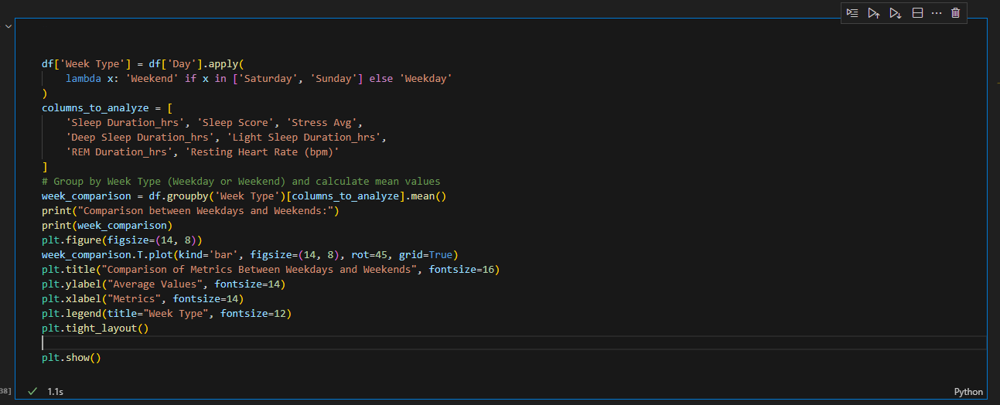 df['Week Type'] = df['Day'].apply(
    lambda x: 'Weekend' if x in ['Saturday', 'Sunday'] else 'Weekday'
)
columns_to_analyze = [
    'Sleep Duration_hrs', 'Sleep Score', 'Stress Avg',
    'Deep Sleep Duration_hrs', 'Light Sleep Duration_hrs',
    'REM Duration_hrs', 'Resting Heart Rate (bpm)'
]
# Group by Week Type (Weekday or Weekend) and calculate mean values
week_comparison = df.groupby('Week Type')[columns_to_analyze].mean()
print("Comparison between Weekdays and Weekends:")
print(week_comparison)
plt.figure(figsize=(14, 8))
week_comparison.T.plot(kind='bar', figsize=(14, 8), rot=45, grid=True)
plt.title("Comparison of Metrics Between Weekdays and Weekends", fontsize=16)
plt.ylabel("Average Values", fontsize=14)
plt.xlabel("Metrics", fontsize=14)
plt.legend(title="Week Type", fontsize=12)
plt.tight_layout()
plt.show()
38] 1.1s Python